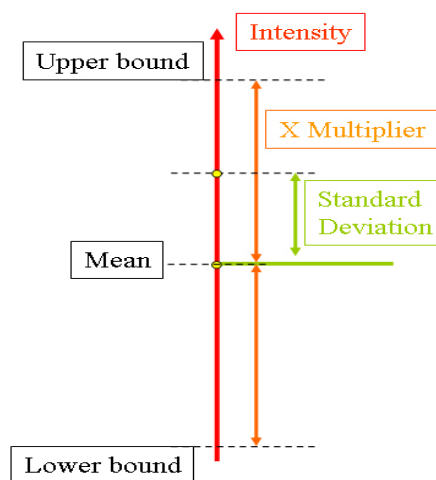 Intensity
Upper bound
X Multiplier
Standard
Deviation
Mean
Lower bound